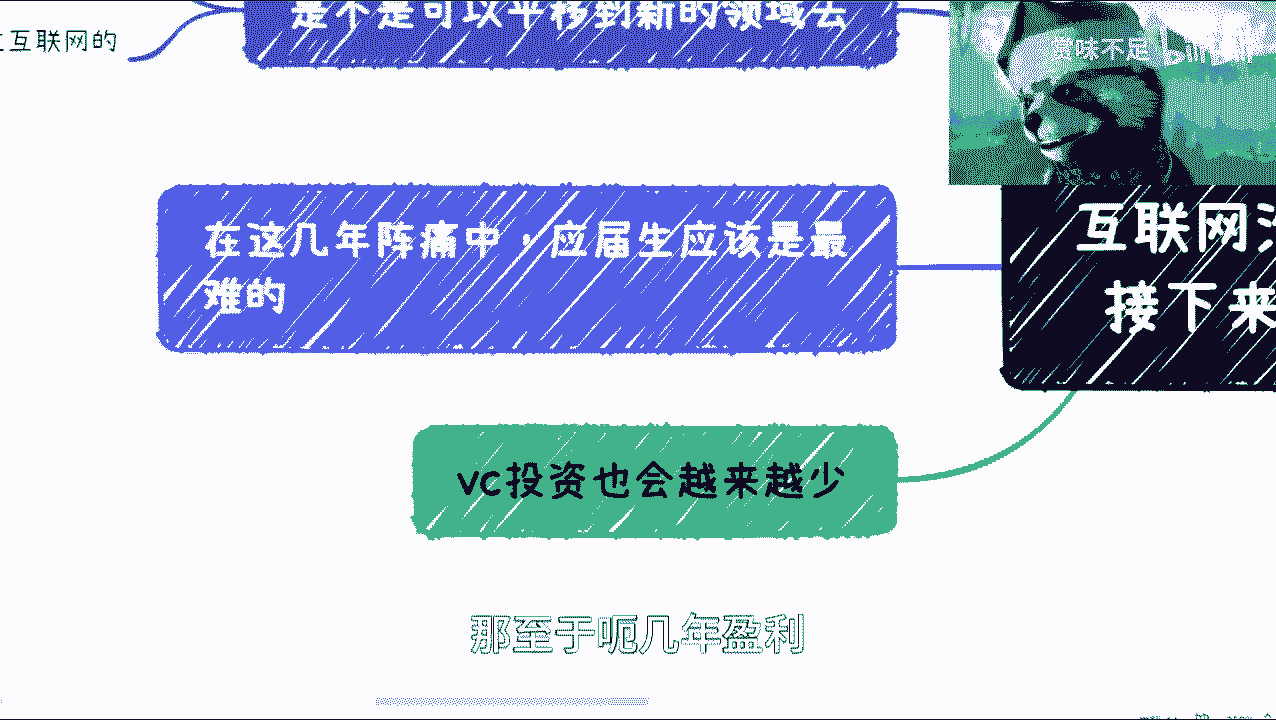 是不是可以平移到新的领域去
互联网的
赏味不足
在这几年阵痛中，应届生应该是最
难的
互联网
接下来
vc投资也会越来越少
那至于呃几年盈利